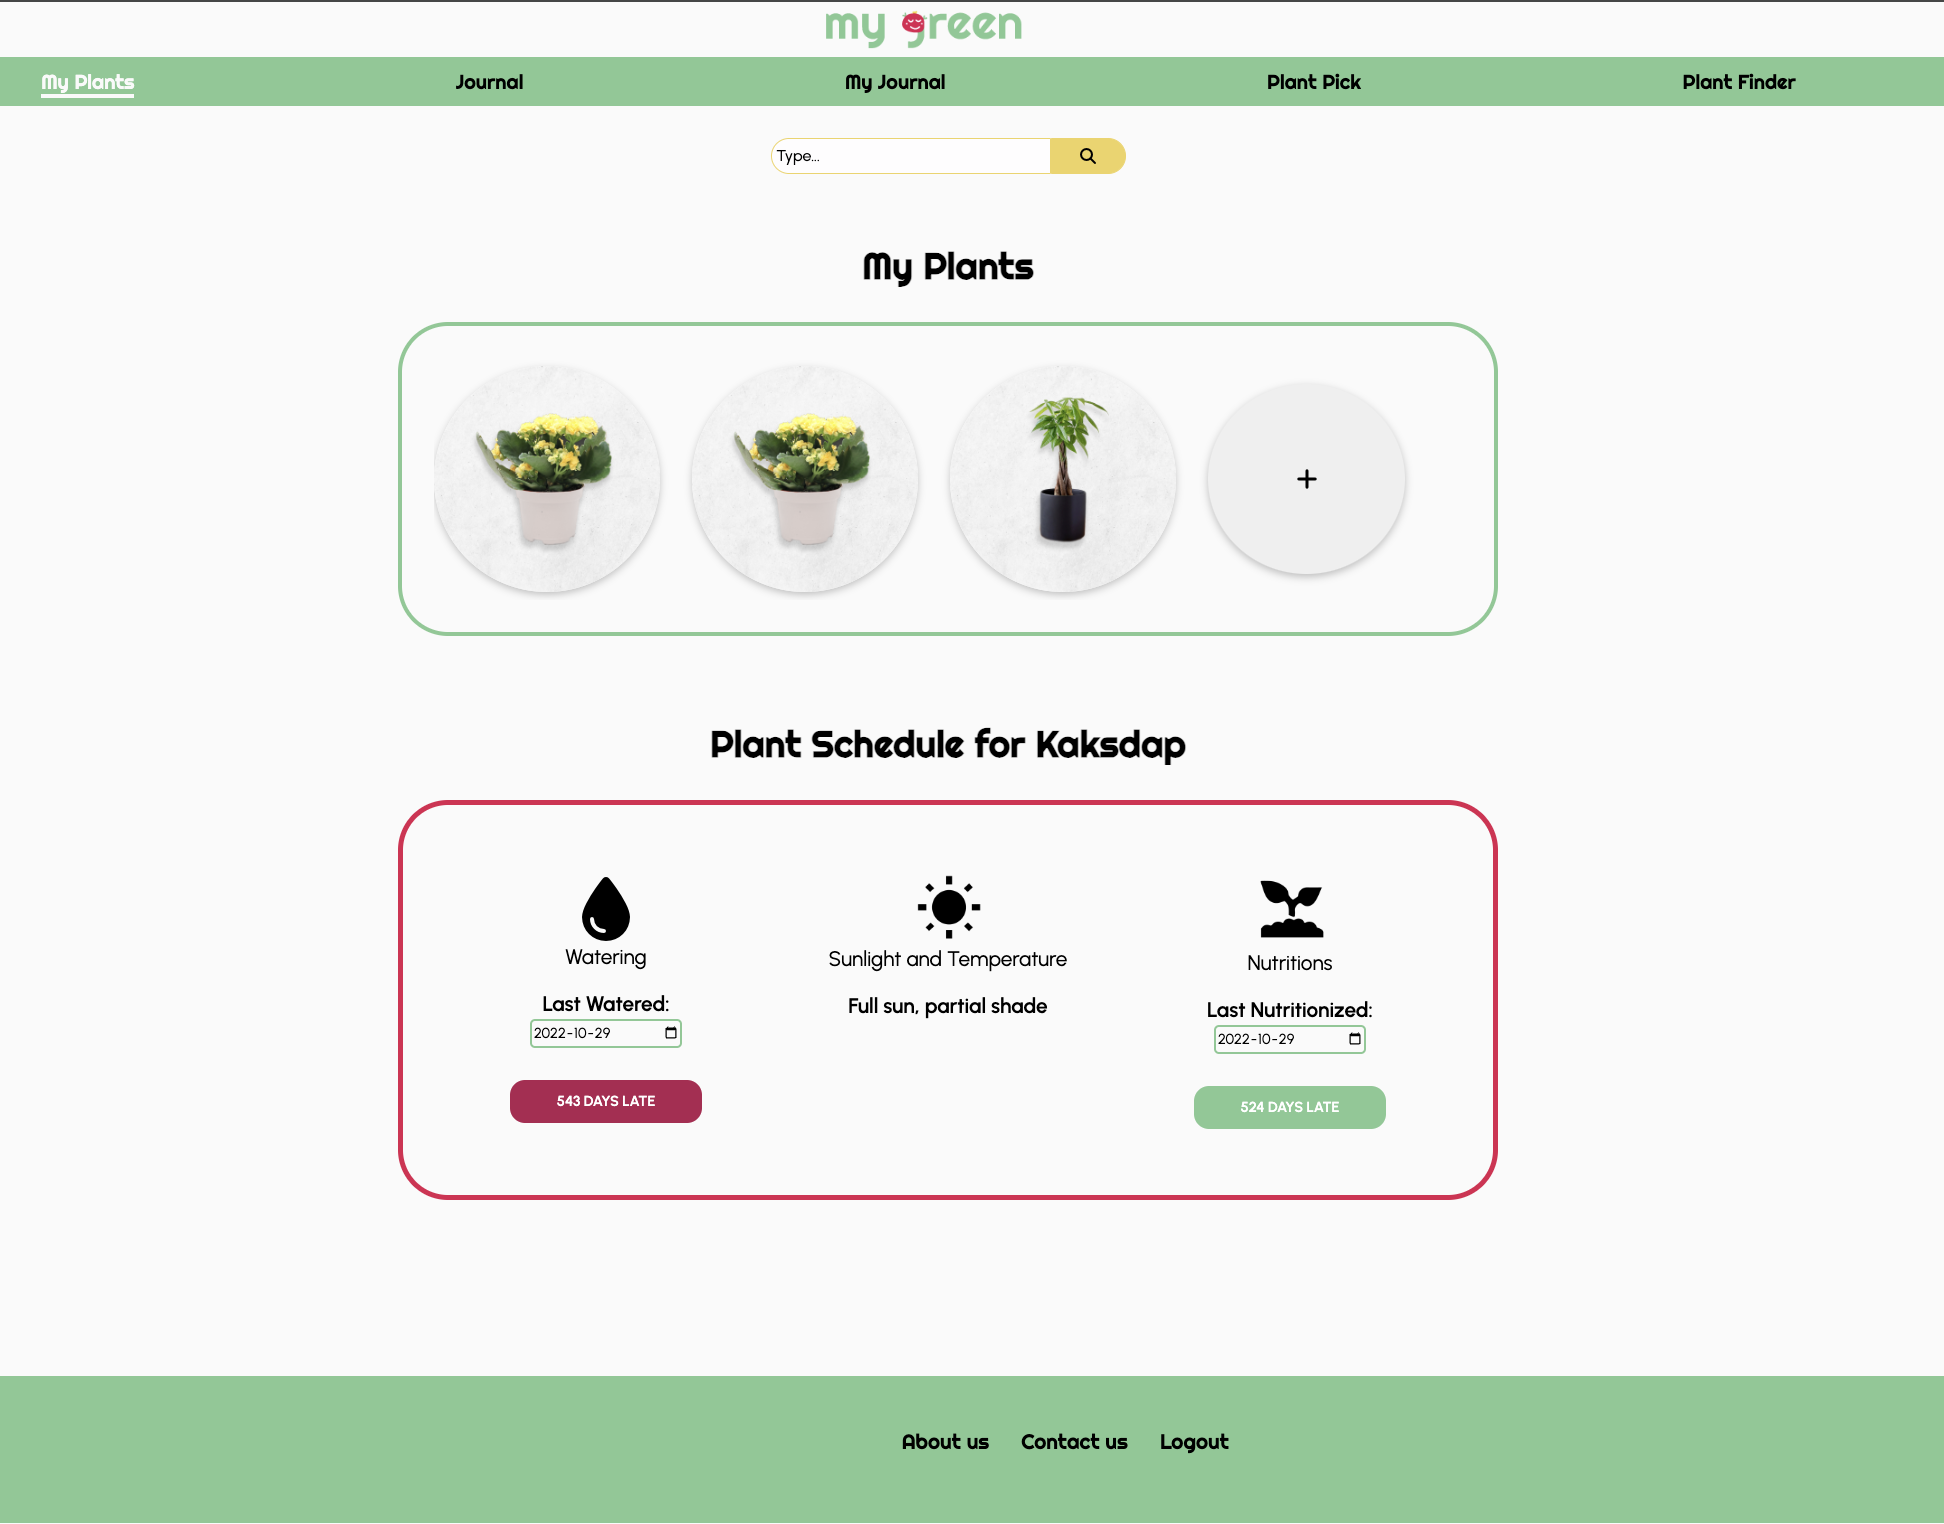 my green
My Plants
Journal
My Journal
Plant Pick
Plant Finder
Type...
My Plants
Plant Schedule for Kaksdap
Watering
Last Watered:
2022-10-29
543 DAYS LATE
Sunlight and Temperature
Full sun, partial shade
Nutritions
Last Nutritionized:
2022-10-29
524 DAYS LATE
About us
Contact us
Logout